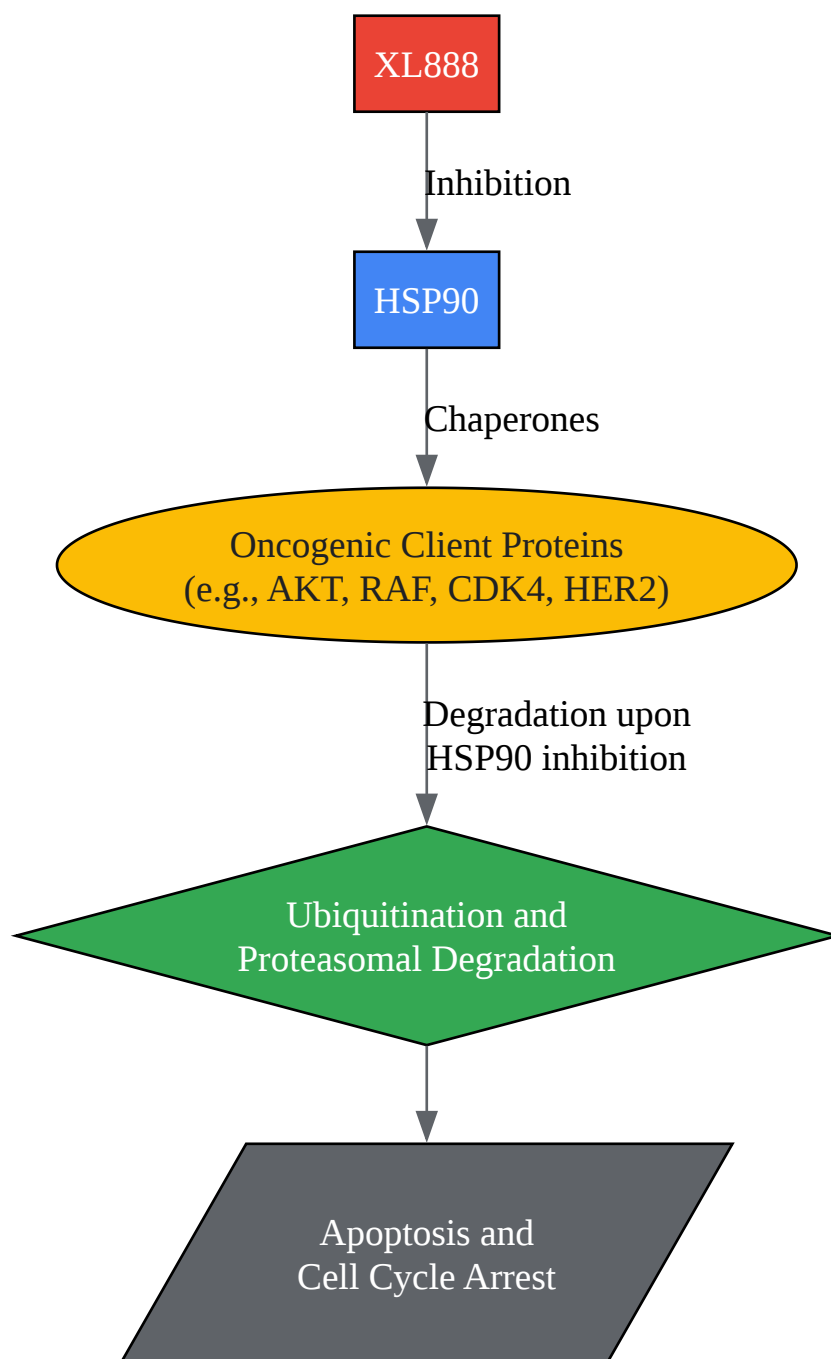 XL888
Inhibition
HSP90
Chaperones
Oncogenic Client Proteins
(e.g., AKT, RAF, CDK4, HER2)
Degradation upon
HSP90 inhibition
Ubiquitination and
Proteasomal Degradation
Apoptosis and
Cell Cycle Arrest